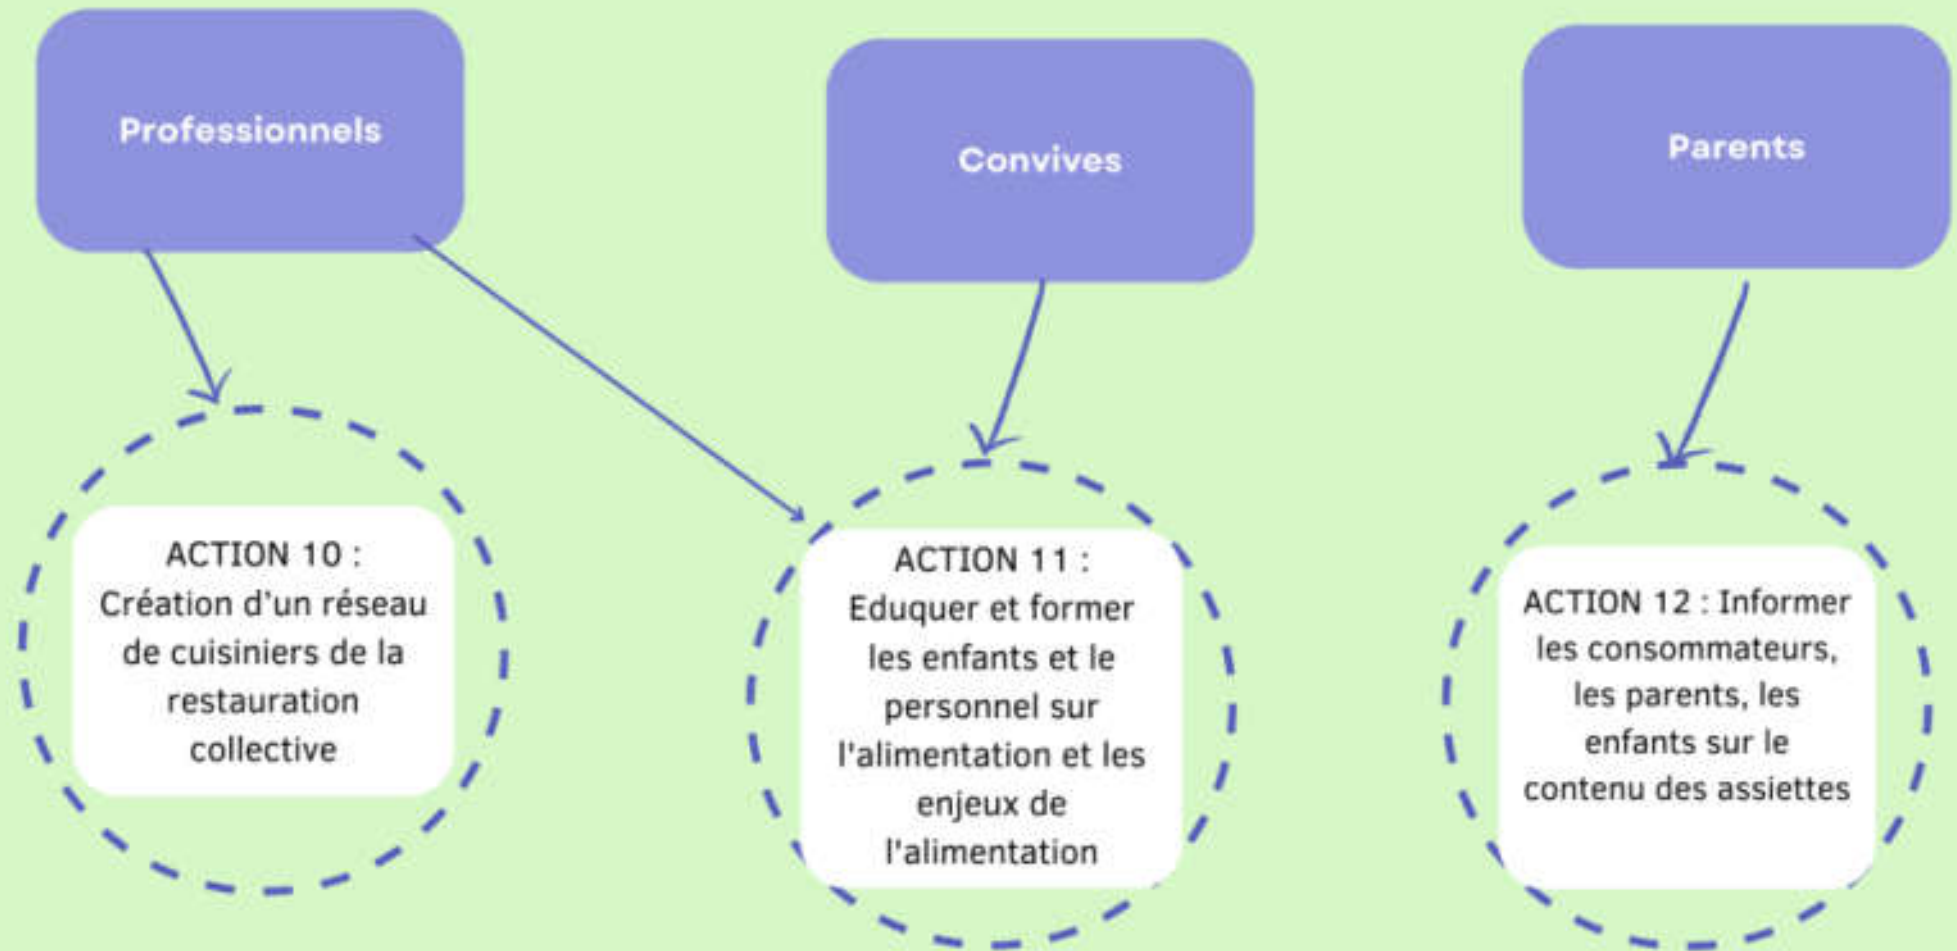 Professionnels
Convives
Parents
ACTION 10 :
Création d'un réseau
de cuisiniers de la
restauration
collective
ACTION 11 :
Eduquer et former
les enfants et le
personnel sur
l'alimentation et les
enjeux de
l'alimentation
ACTION 12 : Informer
les consommateurs,
les parents, les
enfants sur le
contenu des assiettes